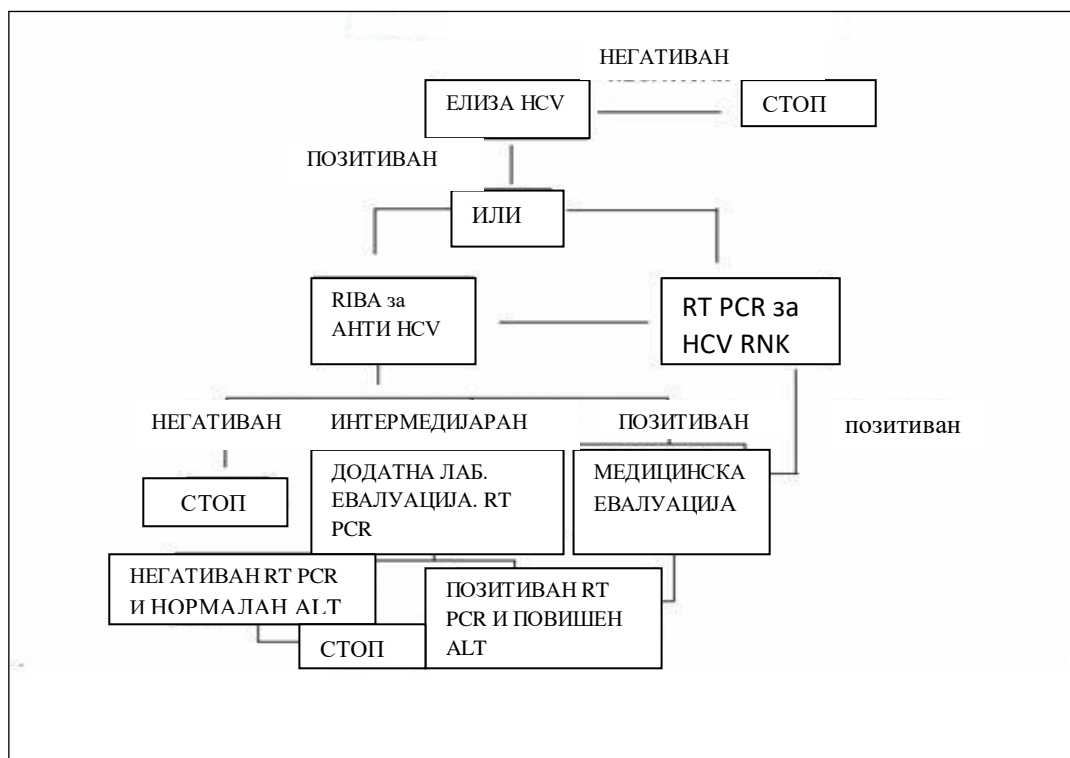 НЕГАТИВАН
ЕЛИЗА HCV
СТОП
ПОЗИТИВАН
ИЛИ
RIBA за
АНТИ HCV
RT PCR за
HCV RNK
НЕГАТИВАН
ИНТЕРМЕДИЈАРАН
ПОЗИТИВАН
позитиван
СТОП
ДОДАТНА ЛАБ.
ЕВАЛУАЦИЈА. RT
PCR
МЕДИЦИНСКА
ЕВАЛУАЦИЈА
НЕГАТИВАН RT PCR
И НОРМАЛАН ALT
ПОЗИТИВАН RT
PCR И ПОВИШЕН
ALT
СТОП